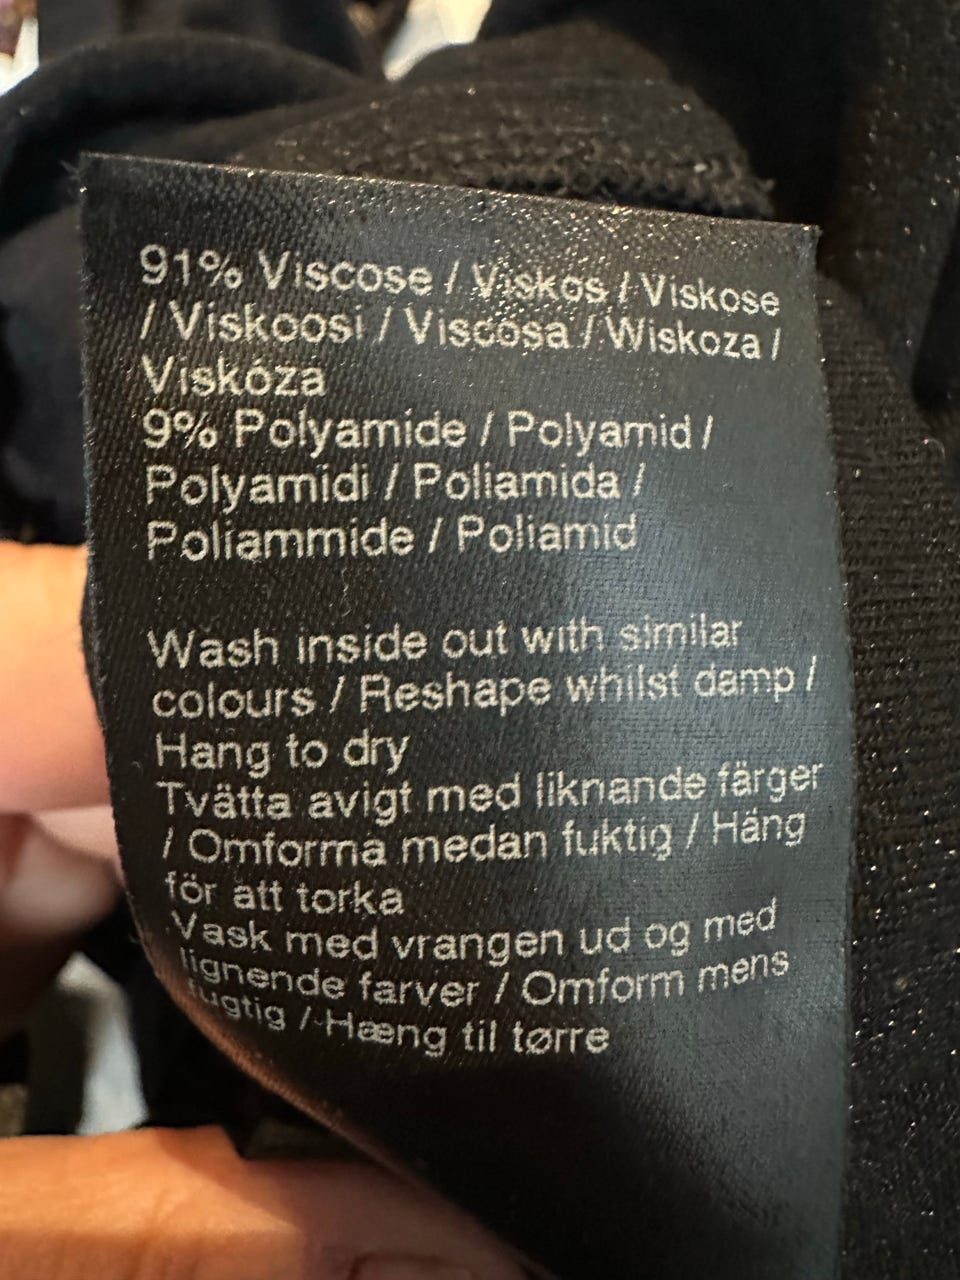 91% Viscose / Viskos / Viskose
/ Viskoosi / Viscosa / Wiskoza /
Viskóza
9% Polyamide / Polyamid /
Polyamidi / Poliamida /
Poliammide / Poliamid
Wash inside out with similar
colours / Reshape whilst damp /
Hang to dry
Tvätta avigt med liknande färger
/ Omforma medan fuktig / Häng
för att torka
Vask med vrangen ud og med
lignende farver / Omform mens
fugtig / Hæng til tørre